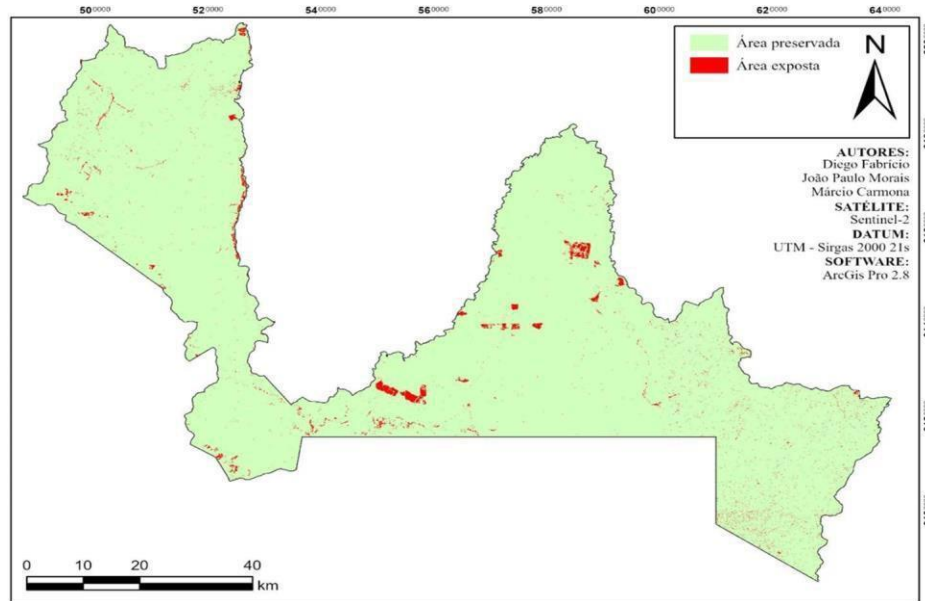 500000 520000 540000 560000 580000 600000 620000 640000
Área preservada
Área exposta
N
AUTORES:
Diego Fabrício
João Paulo Morais
Márcio Carmona
SATÉLITE:
Sentinel-2
DATUM:
UTM - Sirgas 2000 21s
SOFTWARE:
ArcGis Pro 2.8
0 10 20 40
km